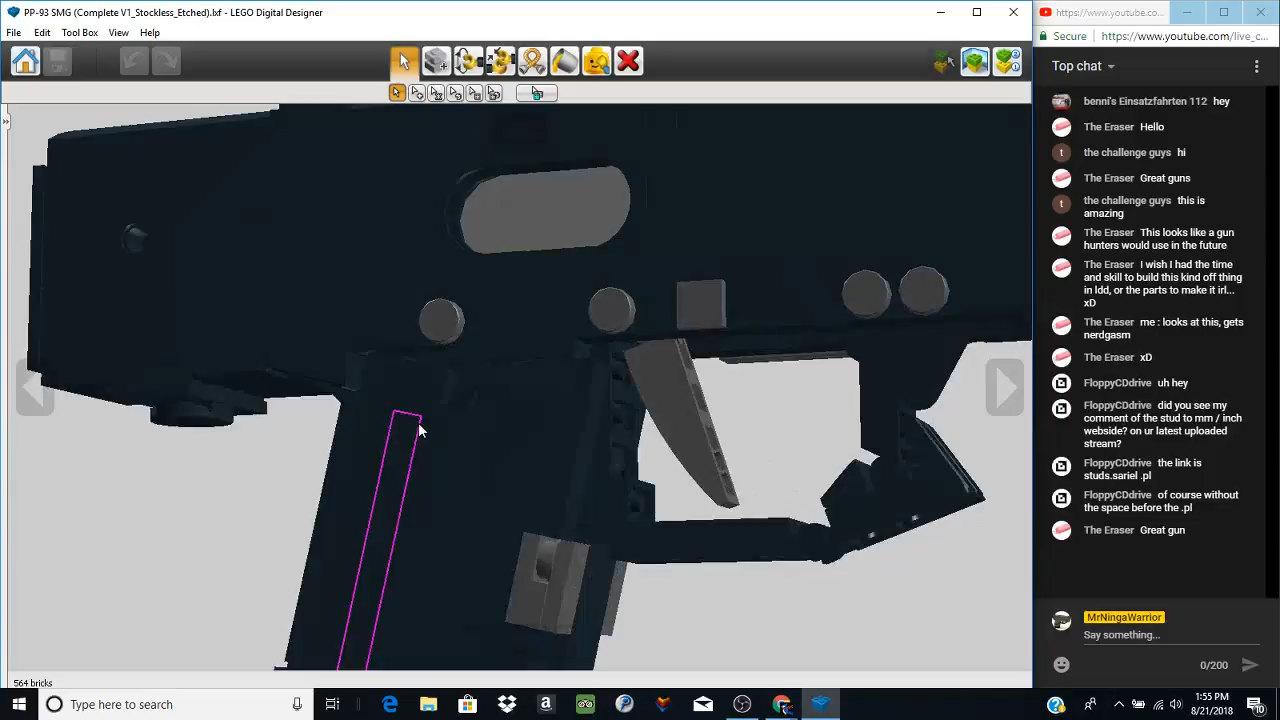 PP-93 SMG (Complete V1_Stockless_Etched).lxf - LEGO Digital Designer
File Edit Tool Box View Help
564 bricks
https://www.youtube.co...
Secure https://www.youtube.com/live_c...
Top chat
benni's Einsatzfahrten 112 hey
The Eraser Hello
the challenge guys hi
The Eraser Great guns
the challenge guys this is
amazing
The Eraser This looks like a gun
hunters would use in the future
The Eraser I wish I had the time
and skill to build this kind off thing
in ldd, or the parts to make it irl...
xD
The Eraser me : looks at this, gets
nerdgasm
The Eraser xD
FloppyCDdrive uh hey
FloppyCDdrive did you see my
comment of the stud to mm / inch
webside? on ur latest uploaded
stream?
FloppyCDdrive the link is
studs.sariel .pl
FloppyCDdrive of course without
the space before the .pl
The Eraser Great gun
MrNingaWarrior
Say something...
0/200
Type here to search
1:55 PM
8/21/2018
10